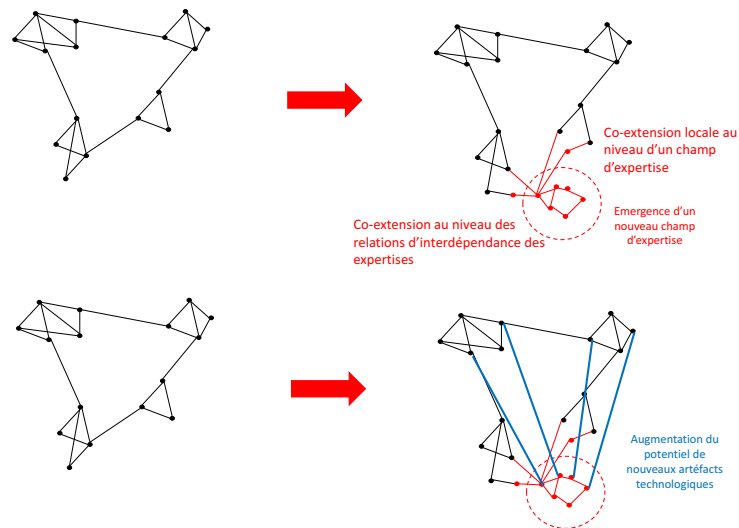 Co-extension locale au
niveau d'un champ
d'expertise
Emergence d'un
nouveau champ
d'expertise
Co-extension au niveau des
relations d'interdépendance des
expertises
Augmentation du
potentiel de
nouveaux artéfacts
technologiques